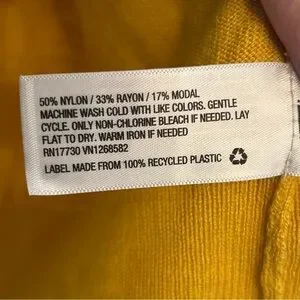 50% NYLON / 33% RAYON / 17% MODAL
MACHINE WASH COLD WITH LIKE COLORS. GENTLE
CYCLE. ONLY NON-CHLORINE BLEACH IF NEEDED. LAY
FLAT TO DRY. WARM IRON IF NEEDED
RN17730 VN1268582
LABEL MADE FROM 100% RECYCLED PLASTIC